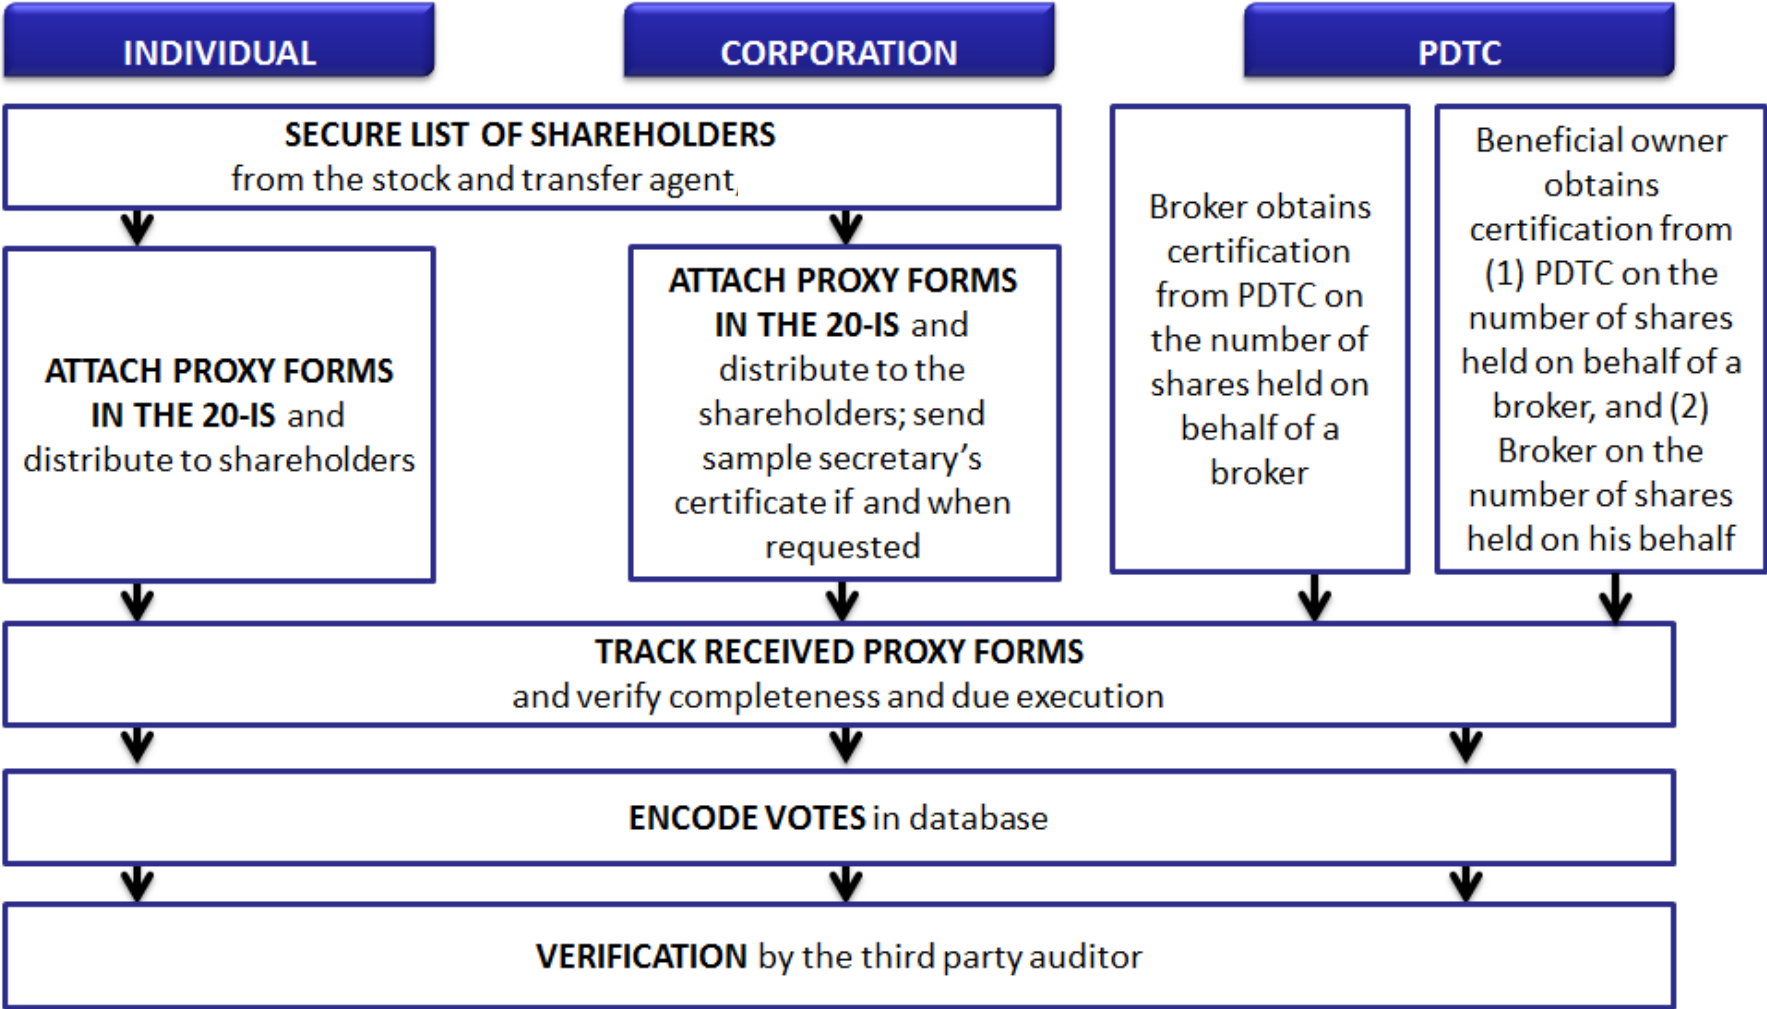 INDIVIDUAL
CORPORATION
PDTC
SECURE LIST OF SHAREHOLDERS
from the stock and transfer agent,
ATTACH PROXY FORMS
IN THE 20-IS and
distribute to shareholders
ATTACH PROXY FORMS
IN THE 20-IS and
distribute to the
shareholders; send
sample secretary's
certificate if and when
requested
Broker obtains
certification
from PDTC on
the number of
shares held on
behalf of a
broker
Beneficial owner
obtains
certification from
(1) PDTC on the
number of shares
held on behalf of a
broker, and (2)
Broker on the
number of shares
held on his behalf
TRACK RECEIVED PROXY FORMS
and verify completeness and due execution
ENCODE VOTES in database
VERIFICATION by the third party auditor